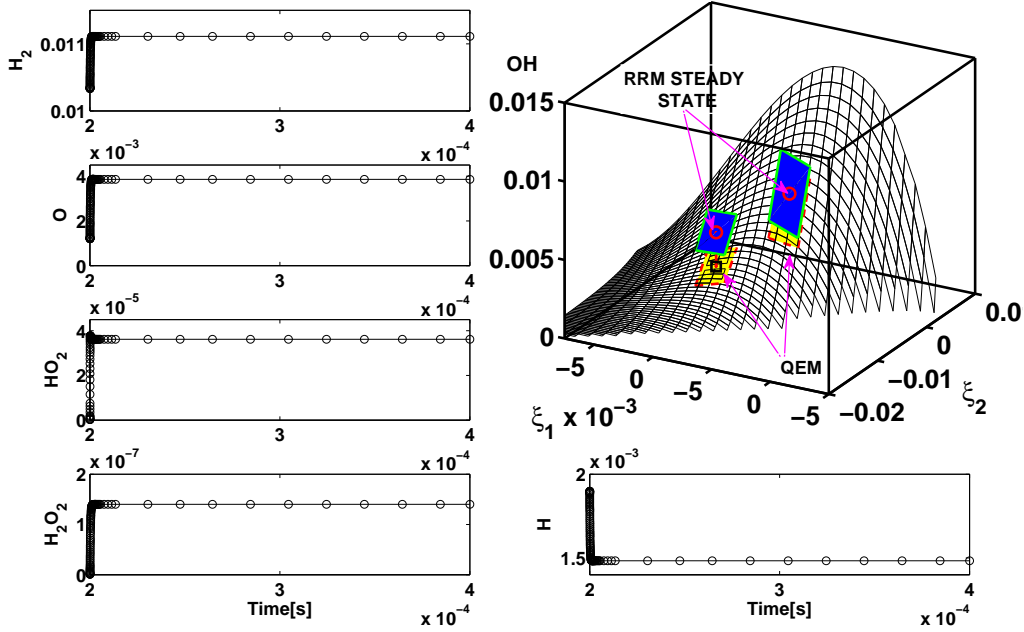 H2
0.011
0.01
2
3
4
x 10−4
x 10−3
O
4
2
0
2
3
4
x 10−4
x 10−5
HO2
4
2
0
2
3
4
x 10−4
x 10−7
H2O2
2
1
0
2
3
4
Time[s]
x 10−4
OH
0.015
0.01
0.005
0
RRM STEADY
STATE
QEM
−5
0
−5
0
−5
ξ1 x 10−3
−0.02
−0.01
0
0.0
ξ2
x 10−3
H
2
1.5
2
3
4
Time[s]
x 10−4